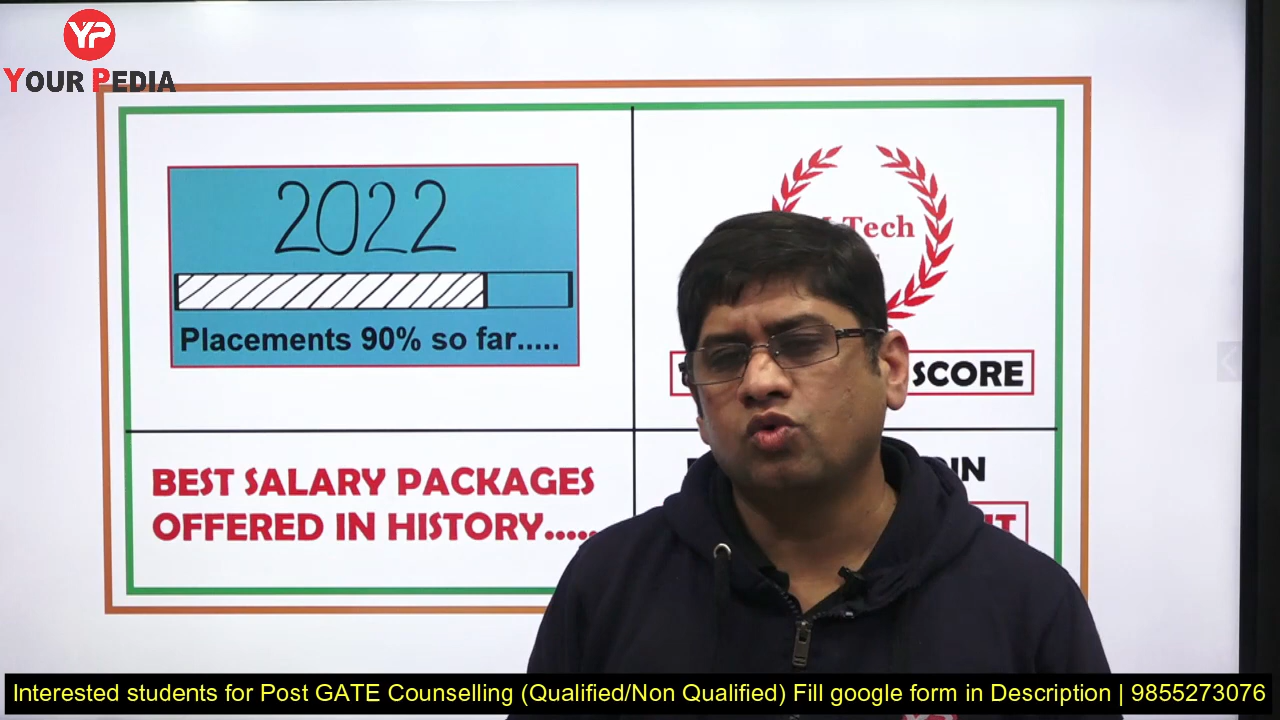 YP
YOUR PEDIA
2022
Placements 90% so far.....
Tech
SCORE
BEST SALARY PACKAGES
OFFERED IN HISTORY.....
Interested students for Post GATE Counselling (Qualified/Non Qualified) Fill google form in Description | 9855273076